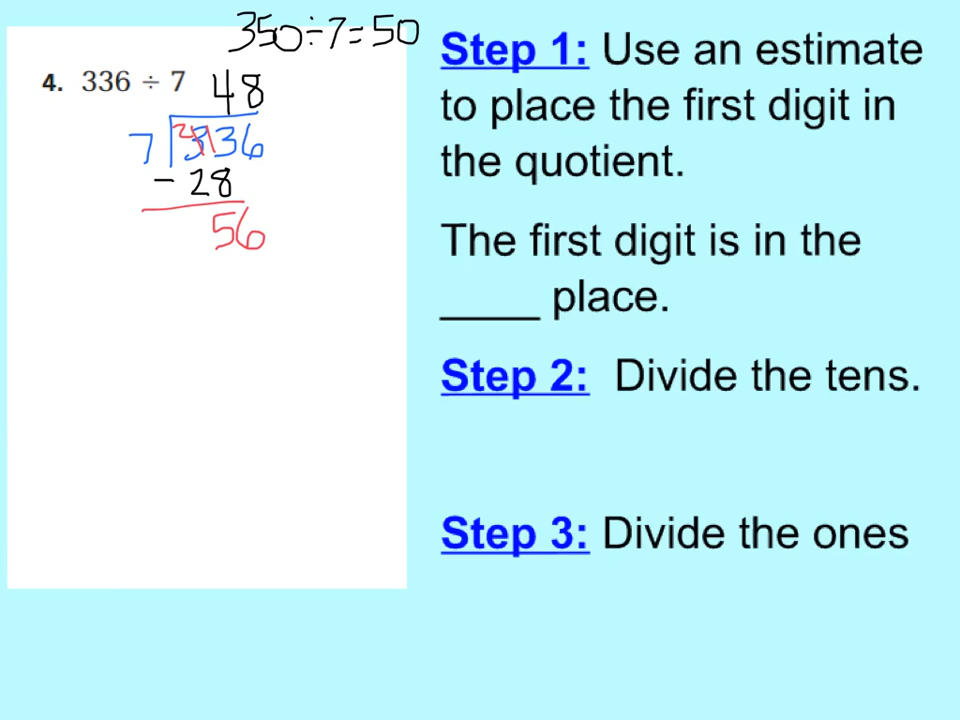 350÷7=50
4. 336 ÷ 7
48
7 336
- 28
56
Step 1: Use an estimate
to place the first digit in
the quotient.
The first digit is in the
____ place.
Step 2: Divide the tens.
Step 3: Divide the ones